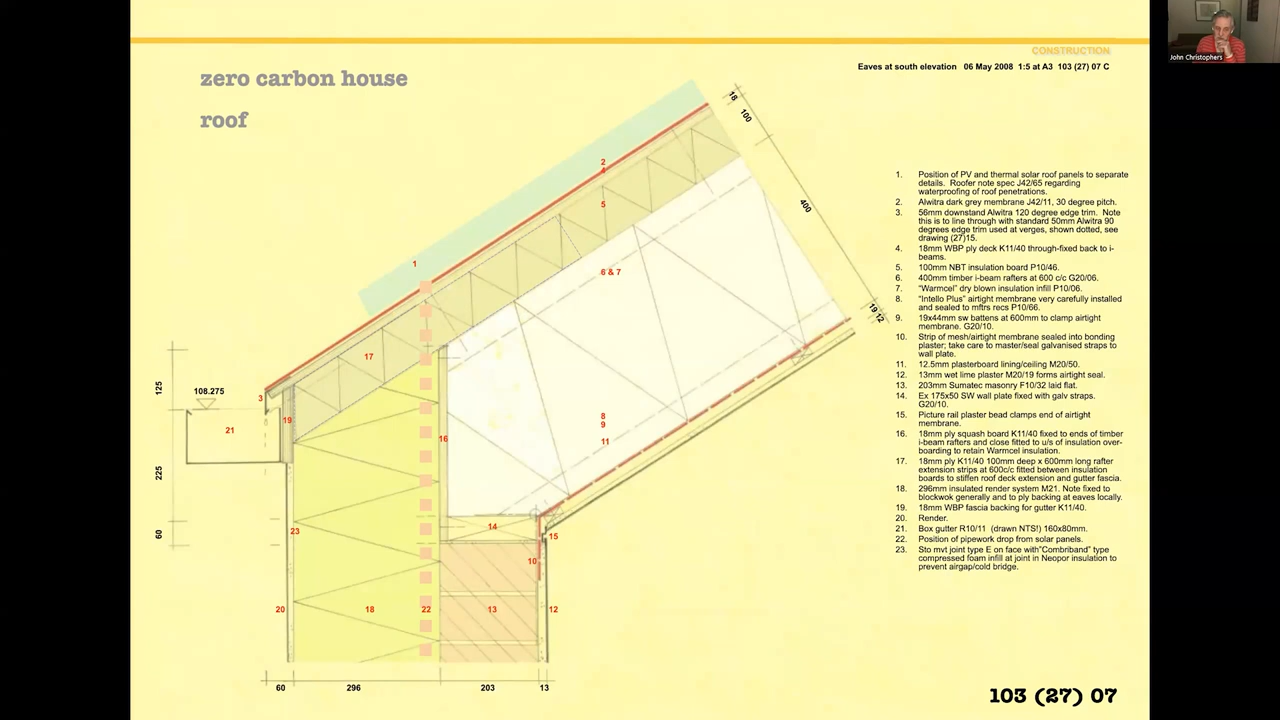 CONSTRUCTION
Eaves at south elevation 06 May 2008 1:5 at A3 103 (27) 07 C
John Christophers
zero carbon house
roof
18
100
400
19
12
2
4
5
1
6 & 7
17
3
108.275
125
21
19
16
8
9
11
225
60
14
23
15
10
20
18
22
13
12
60
296
203
13
1. Position of PV and thermal solar roof panels to separate
details. Roofer note spec J42/65 regarding
waterproofing of roof penetrations.
2. Alwitra dark grey membrane J42/11, 30 degree pitch.
3. 56mm downstand Alwitra 120 degree edge trim. Note
this is to line through with standard 50mm Alwitra 90
degrees edge trim used at verges, shown dotted, see
drawing (27)15.
4. 18mm WBP ply deck K11/40 through-fixed back to i-
beams.
5. 100mm NBT insulation board P10/46.
6. 400mm timber i-beam rafters at 600 c/c G20/06.
7. “Warmcel” dry blown insulation infill P10/06.
8. “Intello Plus” airtight membrane very carefully installed
and sealed to mftrs recs P10/66.
9. 19x44mm sw battens at 600mm to clamp airtight
membrane. G20/10.
10. Strip of mesh/airtight membrane sealed into bonding
plaster; take care to master/seal galvanised straps to
wall plate.
11. 12.5mm plasterboard lining/ceiling M20/50.
12. 13mm wet lime plaster M20/19 forms airtight seal.
13. 203mm Sumatec masonry F10/32 laid flat.
14. Ex 175x50 SW wall plate fixed with galv straps.
G20/10.
15. Picture rail plaster bead clamps end of airtight
membrane.
16. 18mm ply squash board K11/40 fixed to ends of timber
i-beam rafters and close fitted to u/s of insulation over-
boarding to retain Warmcel insulation.
17. 18mm ply K11/40 100mm deep x 600mm long rafter
extension strips at 600c/c fitted between insulation
boards to stiffen roof deck extension and gutter fascia.
18. 296mm insulated render system M21. Note fixed to
blockwok generally and to ply backing at eaves locally.
19. 18mm WBP fascia backing for gutter K11/40.
20. Render.
21. Box gutter R10/11 (drawn NTS!) 160x80mm.
22. Position of pipework drop from solar panels.
23. Sto mvt joint type E on face with“Combriband” type
compressed foam infill at joint in Neopor insulation to
prevent airgap/cold bridge.
103 (27) 07